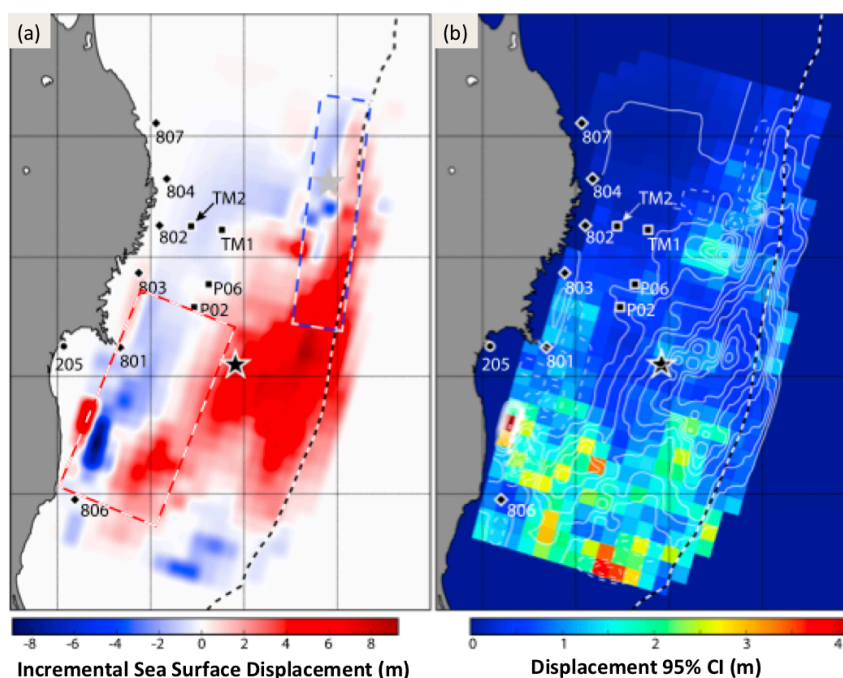 (a)
807
804
TM2
802
TM1
803
P06
P02
205
801
806
-8 -6 -4 -2 0 2 4 6 8
Incremental Sea Surface Displacement (m)
(b)
807
804
TM2
802
TM1
803
P06
P02
205
801
806
0 1 2 3 4
Displacement 95% CI (m)